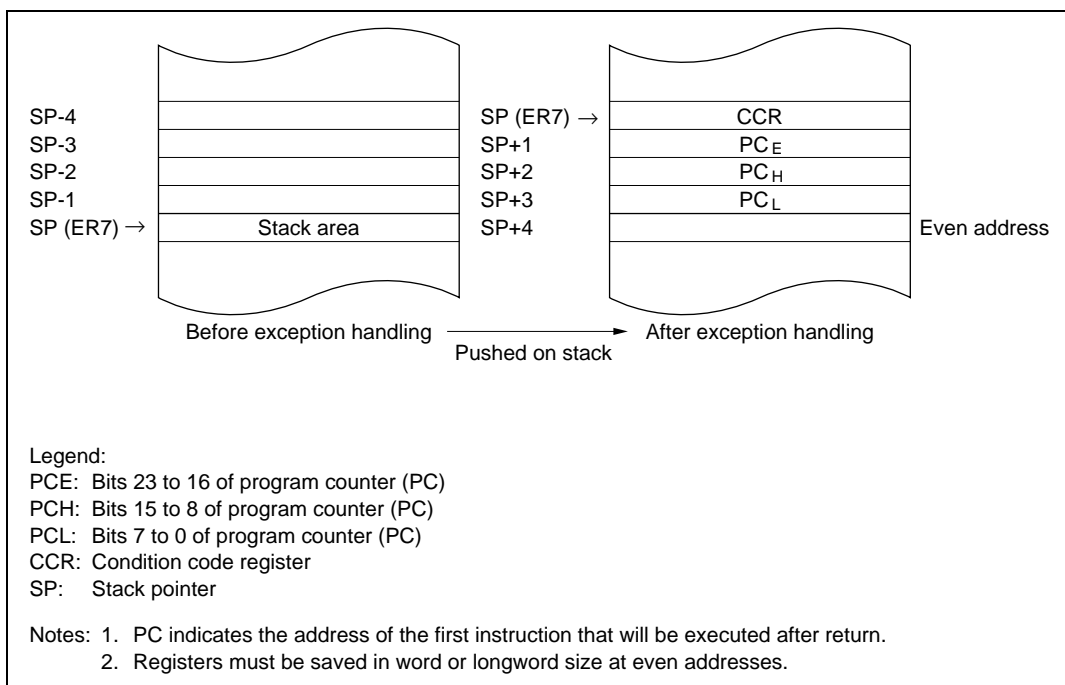 SP-4 SP (ER7) → CCR
SP-3 SP+1 PCE
SP-2 SP+2 PCH
SP-1 SP+3 PCL
SP (ER7) → Stack area SP+4 Even address
Before exception handling After exception handling
Pushed on stack
Legend:
PCE: Bits 23 to 16 of program counter (PC)
PCH: Bits 15 to 8 of program counter (PC)
PCL: Bits 7 to 0 of program counter (PC)
CCR: Condition code register
SP: Stack pointer
Notes: 1. PC indicates the address of the first instruction that will be executed after return.
2. Registers must be saved in word or longword size at even addresses.